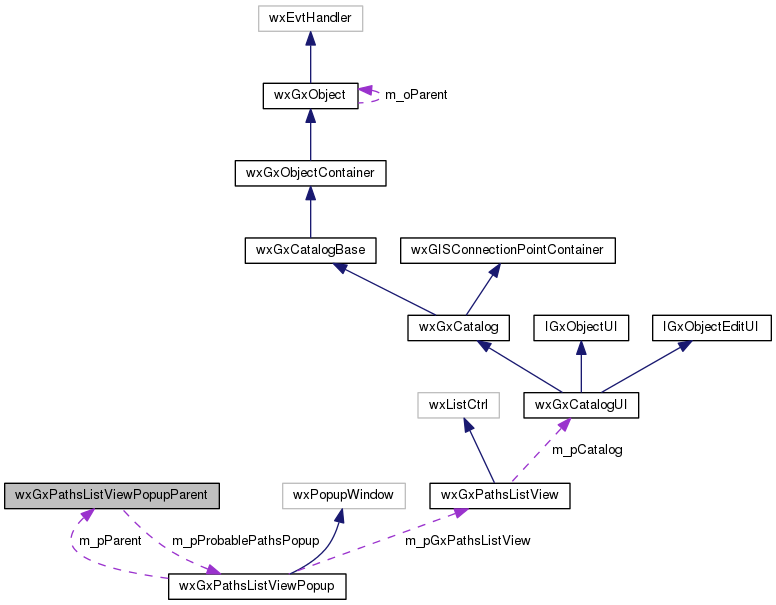 wxEvtHandler
wxGxObject
m_oParent
wxGxObjectContainer
wxGxCatalogBase
wxGISConnectionPointContainer
wxGxCatalog
IGxObjectUI
IGxObjectEditUI
wxListCtrl
wxGxCatalogUI
m_pCatalog
wxGxPathsListViewPopupParent
wxPopupWindow
wxGxPathsListView
m_pParent
m_pProbablePathsPopup
m_pGxPathsListView
wxGxPathsListViewPopup